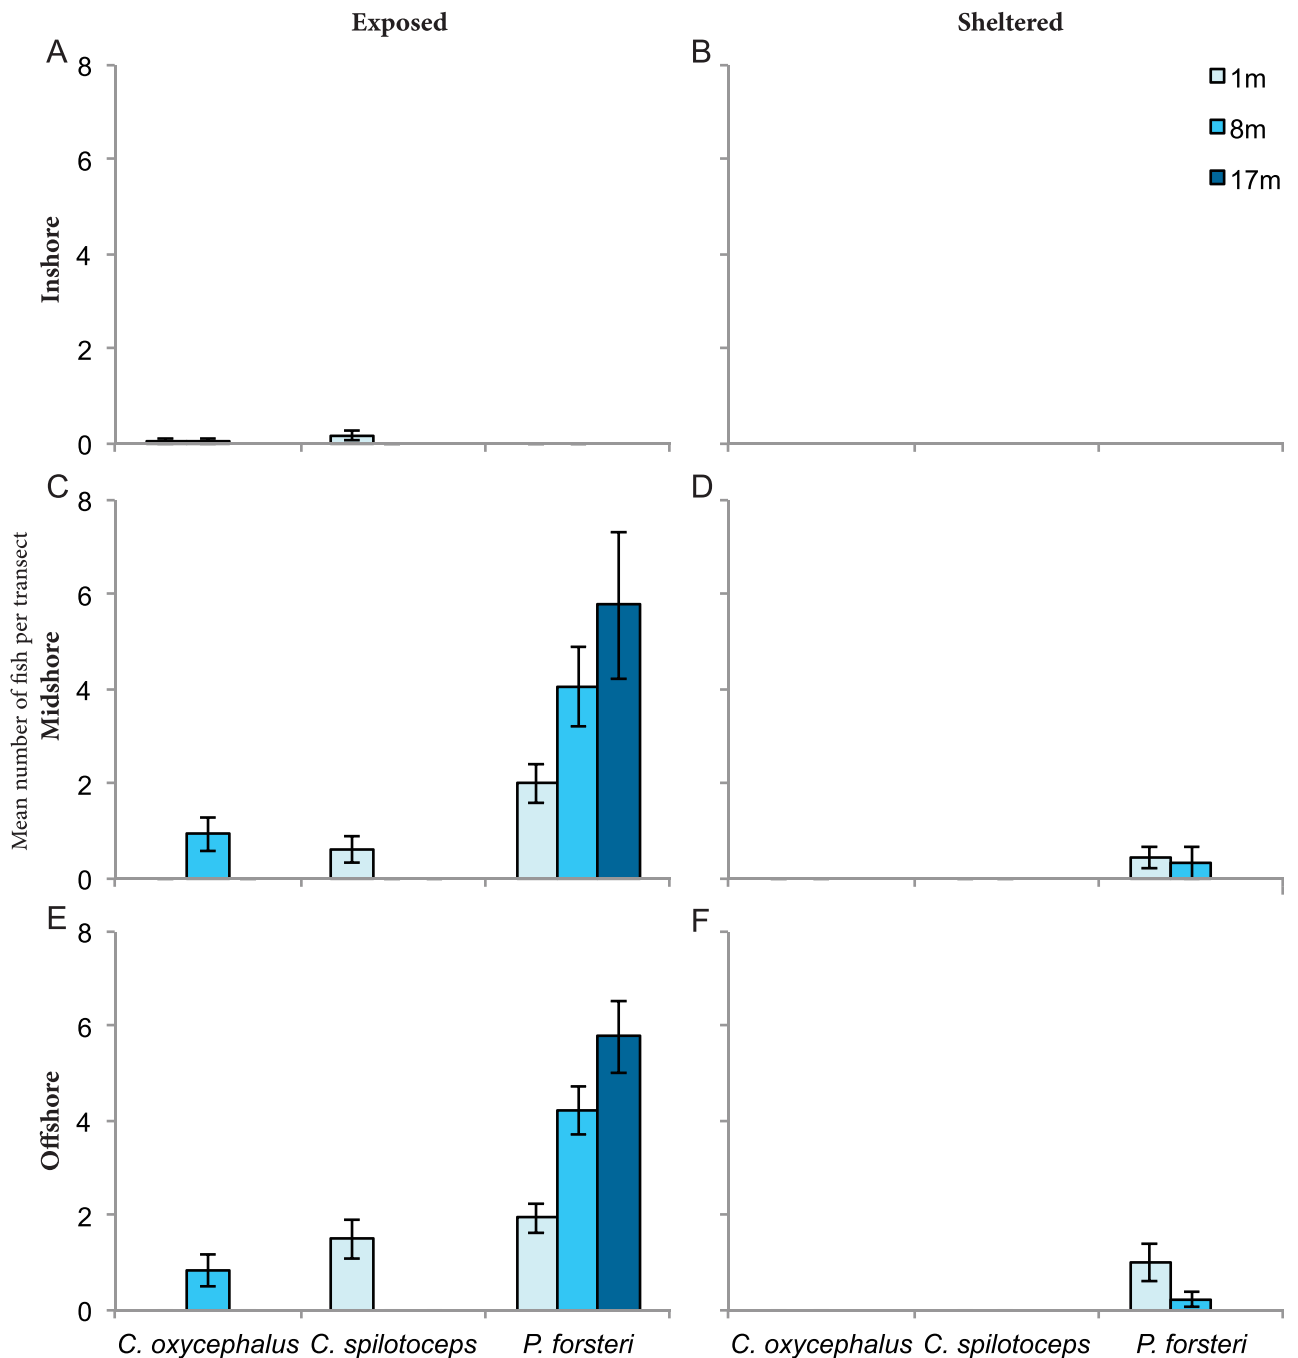 Exposed
Sheltered
A
8
6
4
2
0
Inshore
B
1m
8m
17m
C
8
6
4
2
0
Mean number of fish per transect
Midshore
D
E
8
6
4
2
0
Offshore
F
C. oxycephalus C. spilotoceps P. forsteri
C. oxycephalus C. spilotoceps P. forsteri